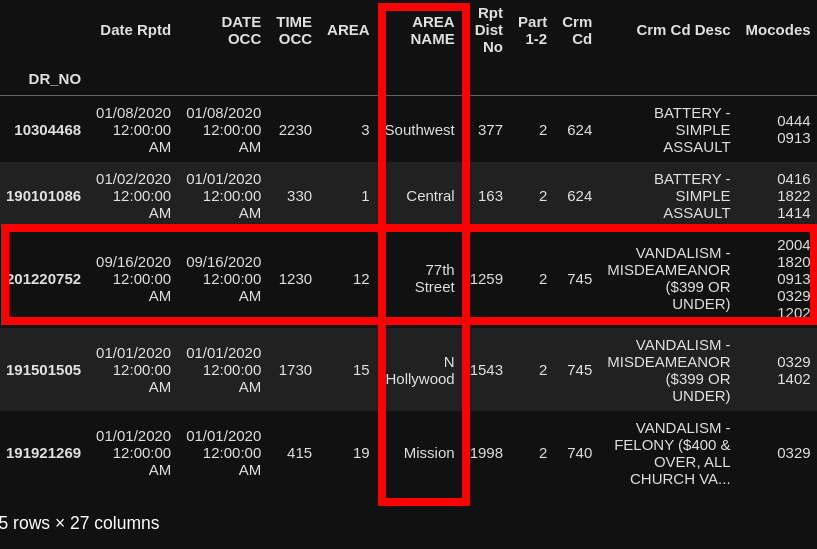 Date Rptd DATE OCC TIME OCC AREA AREA NAME Rpt Dist No Part 1-2 Crm Cd Crm Cd Desc Mocodes
DR_NO
10304468 01/08/2020 12:00:00 AM 01/08/2020 12:00:00 AM 2230 3 Southwest 377 2 624 BATTERY - SIMPLE ASSAULT 0444 0913
190101086 01/02/2020 12:00:00 AM 01/01/2020 12:00:00 AM 330 1 Central 163 2 624 BATTERY - SIMPLE ASSAULT 0416 1822 1414
201220752 09/16/2020 12:00:00 AM 09/16/2020 12:00:00 AM 1230 12 77th Street 1259 2 745 VANDALISM - MISDEAMEANOR ($399 OR UNDER) 2004 1820 0913 0329 1202
191501505 01/01/2020 12:00:00 AM 01/01/2020 12:00:00 AM 1730 15 N Hollywood 1543 2 745 VANDALISM - MISDEAMEANOR ($399 OR UNDER) 0329 1402
191921269 01/01/2020 12:00:00 AM 01/01/2020 12:00:00 AM 415 19 Mission 1998 2 740 VANDALISM - FELONY ($400 & OVER, ALL CHURCH VA... 0329
5 rows × 27 columns